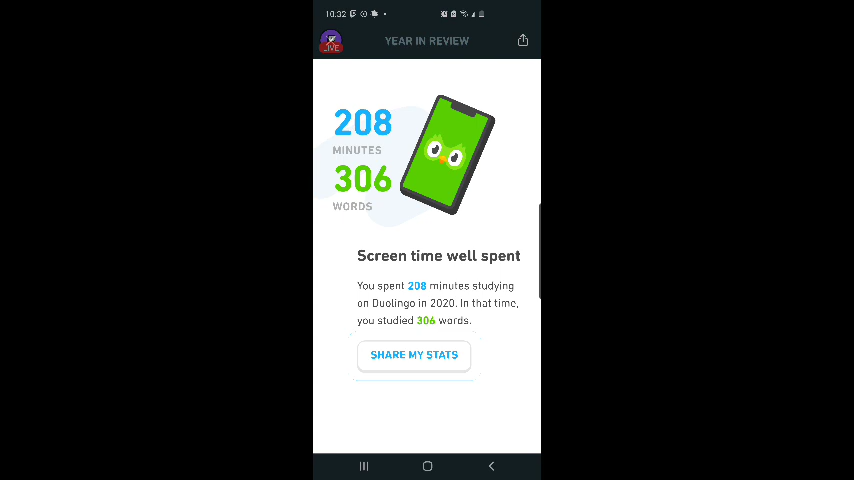 10.32
LIVE
YEAR IN REVIEW
208
MINUTES
306
WORDS
Screen time well spent
You spent 208 minutes studying
on Duolingo in 2020. In that time,
you studied 306 words.
SHARE MY STATS